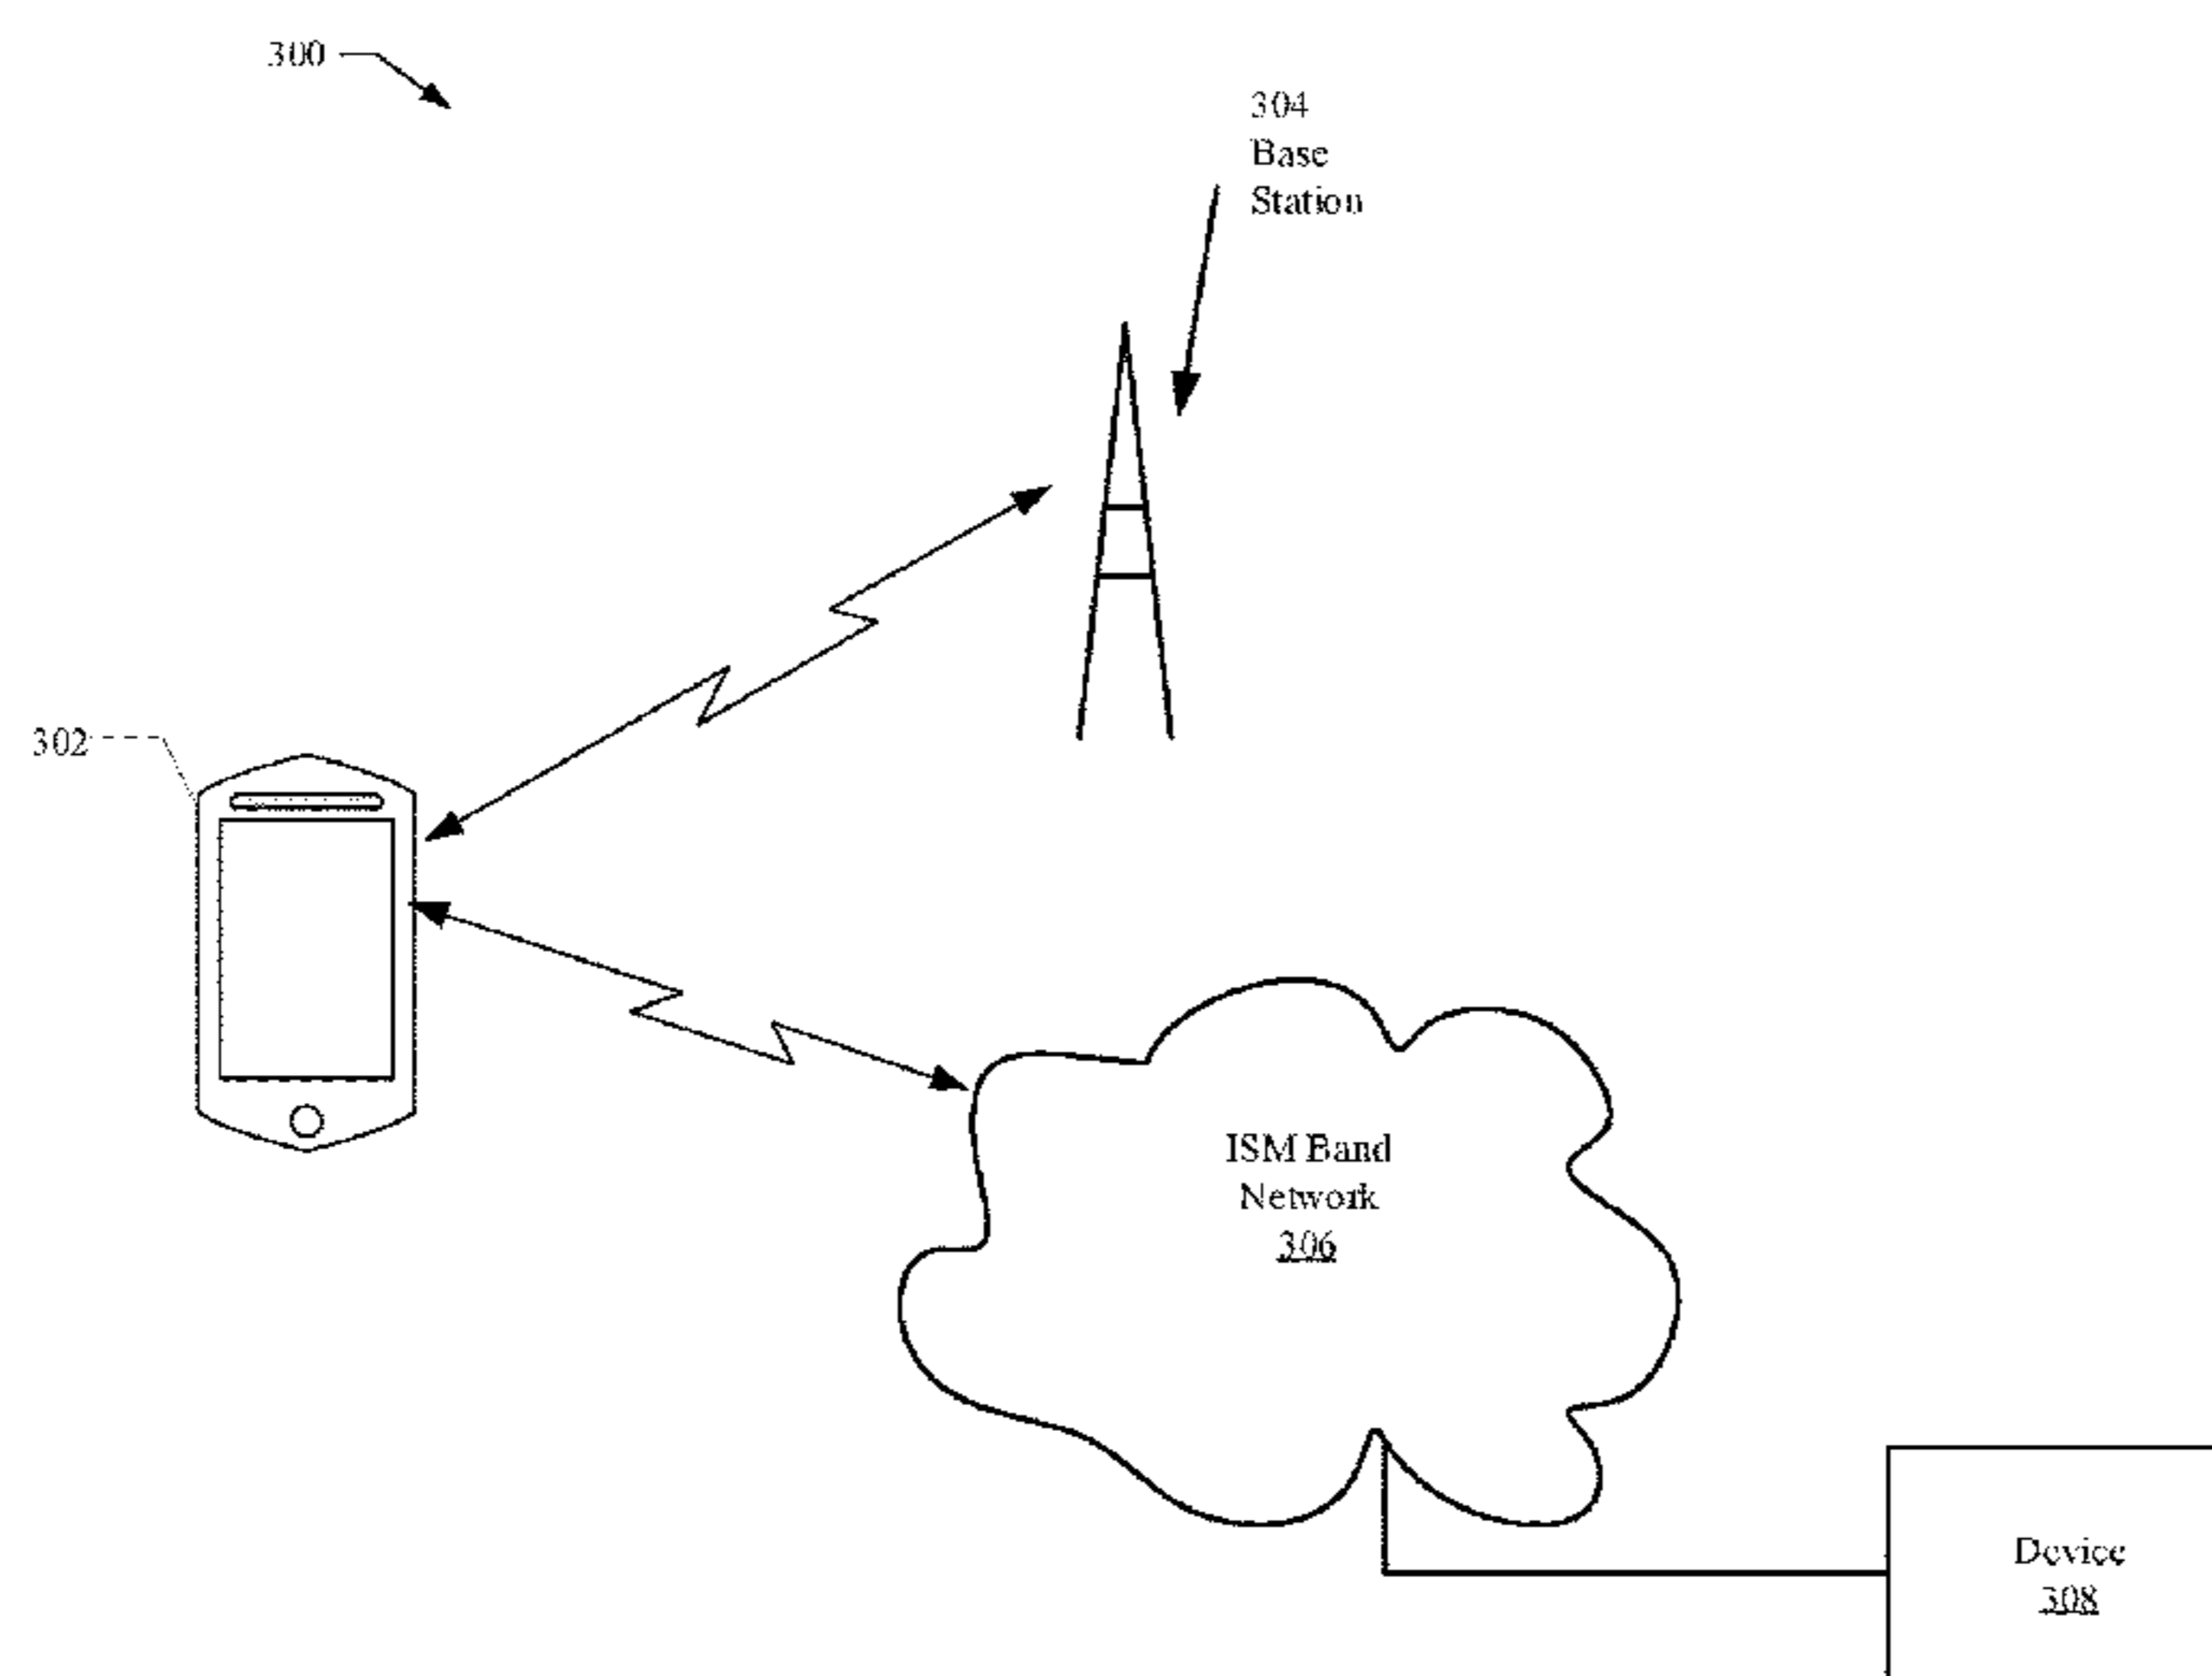 300
304
Base
Station
302
ISM Band
Network
306
Device
308